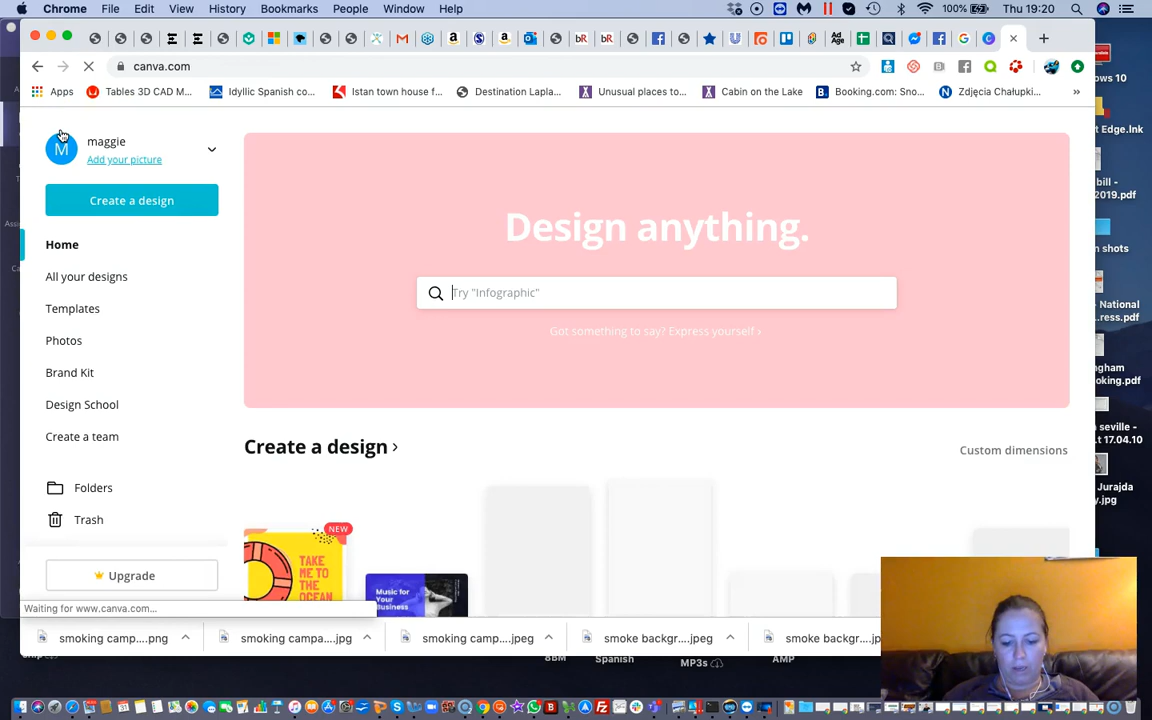 Chrome File Edit View History Bookmarks People Window Help 100% Thu 19:20
canva.com
Apps Tables 3D CAD M... Idyllic Spanish co... Istan town house f... Destination Lapla... Unusual places to... Cabin on the Lake Booking.com: Sno... Zdjęcia Chałupki... »
M maggie
Add your picture
Create a design
Home
All your designs
Templates
Photos
Brand Kit
Design School
Create a team
Folders
Trash
Upgrade
Waiting for www.canva.com...
Design anything.
Try "Infographic"
Got something to say? Express yourself ›
Create a design ›
Custom dimensions
NEW
TAKE
ME TO
THE
OCEAN
Music for
Your
Business
smoking camp....png smoking campa....jpg smoking camp....jpeg smoke backgr....jpeg smoke backgr....jp
8BM Spanish MP3s AMP
ows 10
t Edge.lnk
bill -
2019.pdf
n shots
- National
...ress.pdf
ngham
oking.pdf
n seville -
t 17.04.10
Jurajda
y.jpg